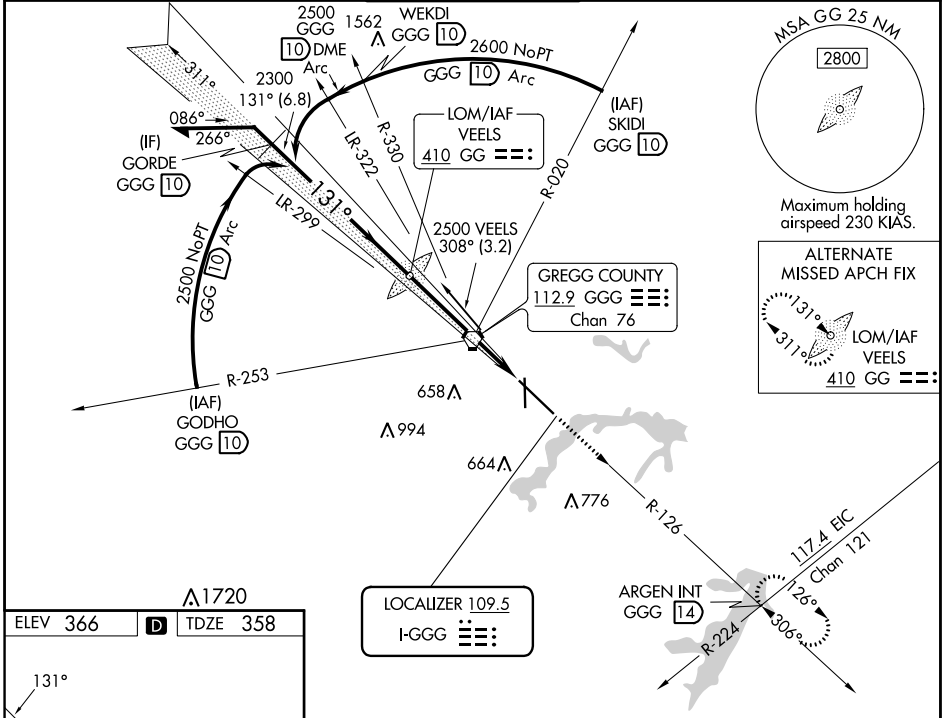 2500
GGG
10 DME
Arc
1562
WEKDI
GGG 10
2600 NoPT
GGG 10 Arc
(IAF)
SKIDI
GGG 10
MSA GG 25 NM
2800
Maximum holding
airspeed 230 KIAS.
311°
2300
131° (6.8)
086°
266°
(IF)
GORDE
GGG 10
LOM/IAF
VEELS
410 GG
R-330
LR-322
R-020
131°
LR-299
2500 NoPT
GGG 10 Arc
2500 VEELS
308° (3.2)
GREGG COUNTY
112.9 GGG
Chan 76
ALTERNATE
MISSED APCH FIX
131°
311°
LOM/IAF
VEELS
410 GG
R-253
(IAF)
GODHO
GGG 10
658
994
664
776
R-126
117.4 EIC
Chan 121
ARGEN INT
GGG 14
126°
306°
R-224
1720
LOCALIZER 109.5
I-GGG
ELEV 366
D
TDZE 358
131°